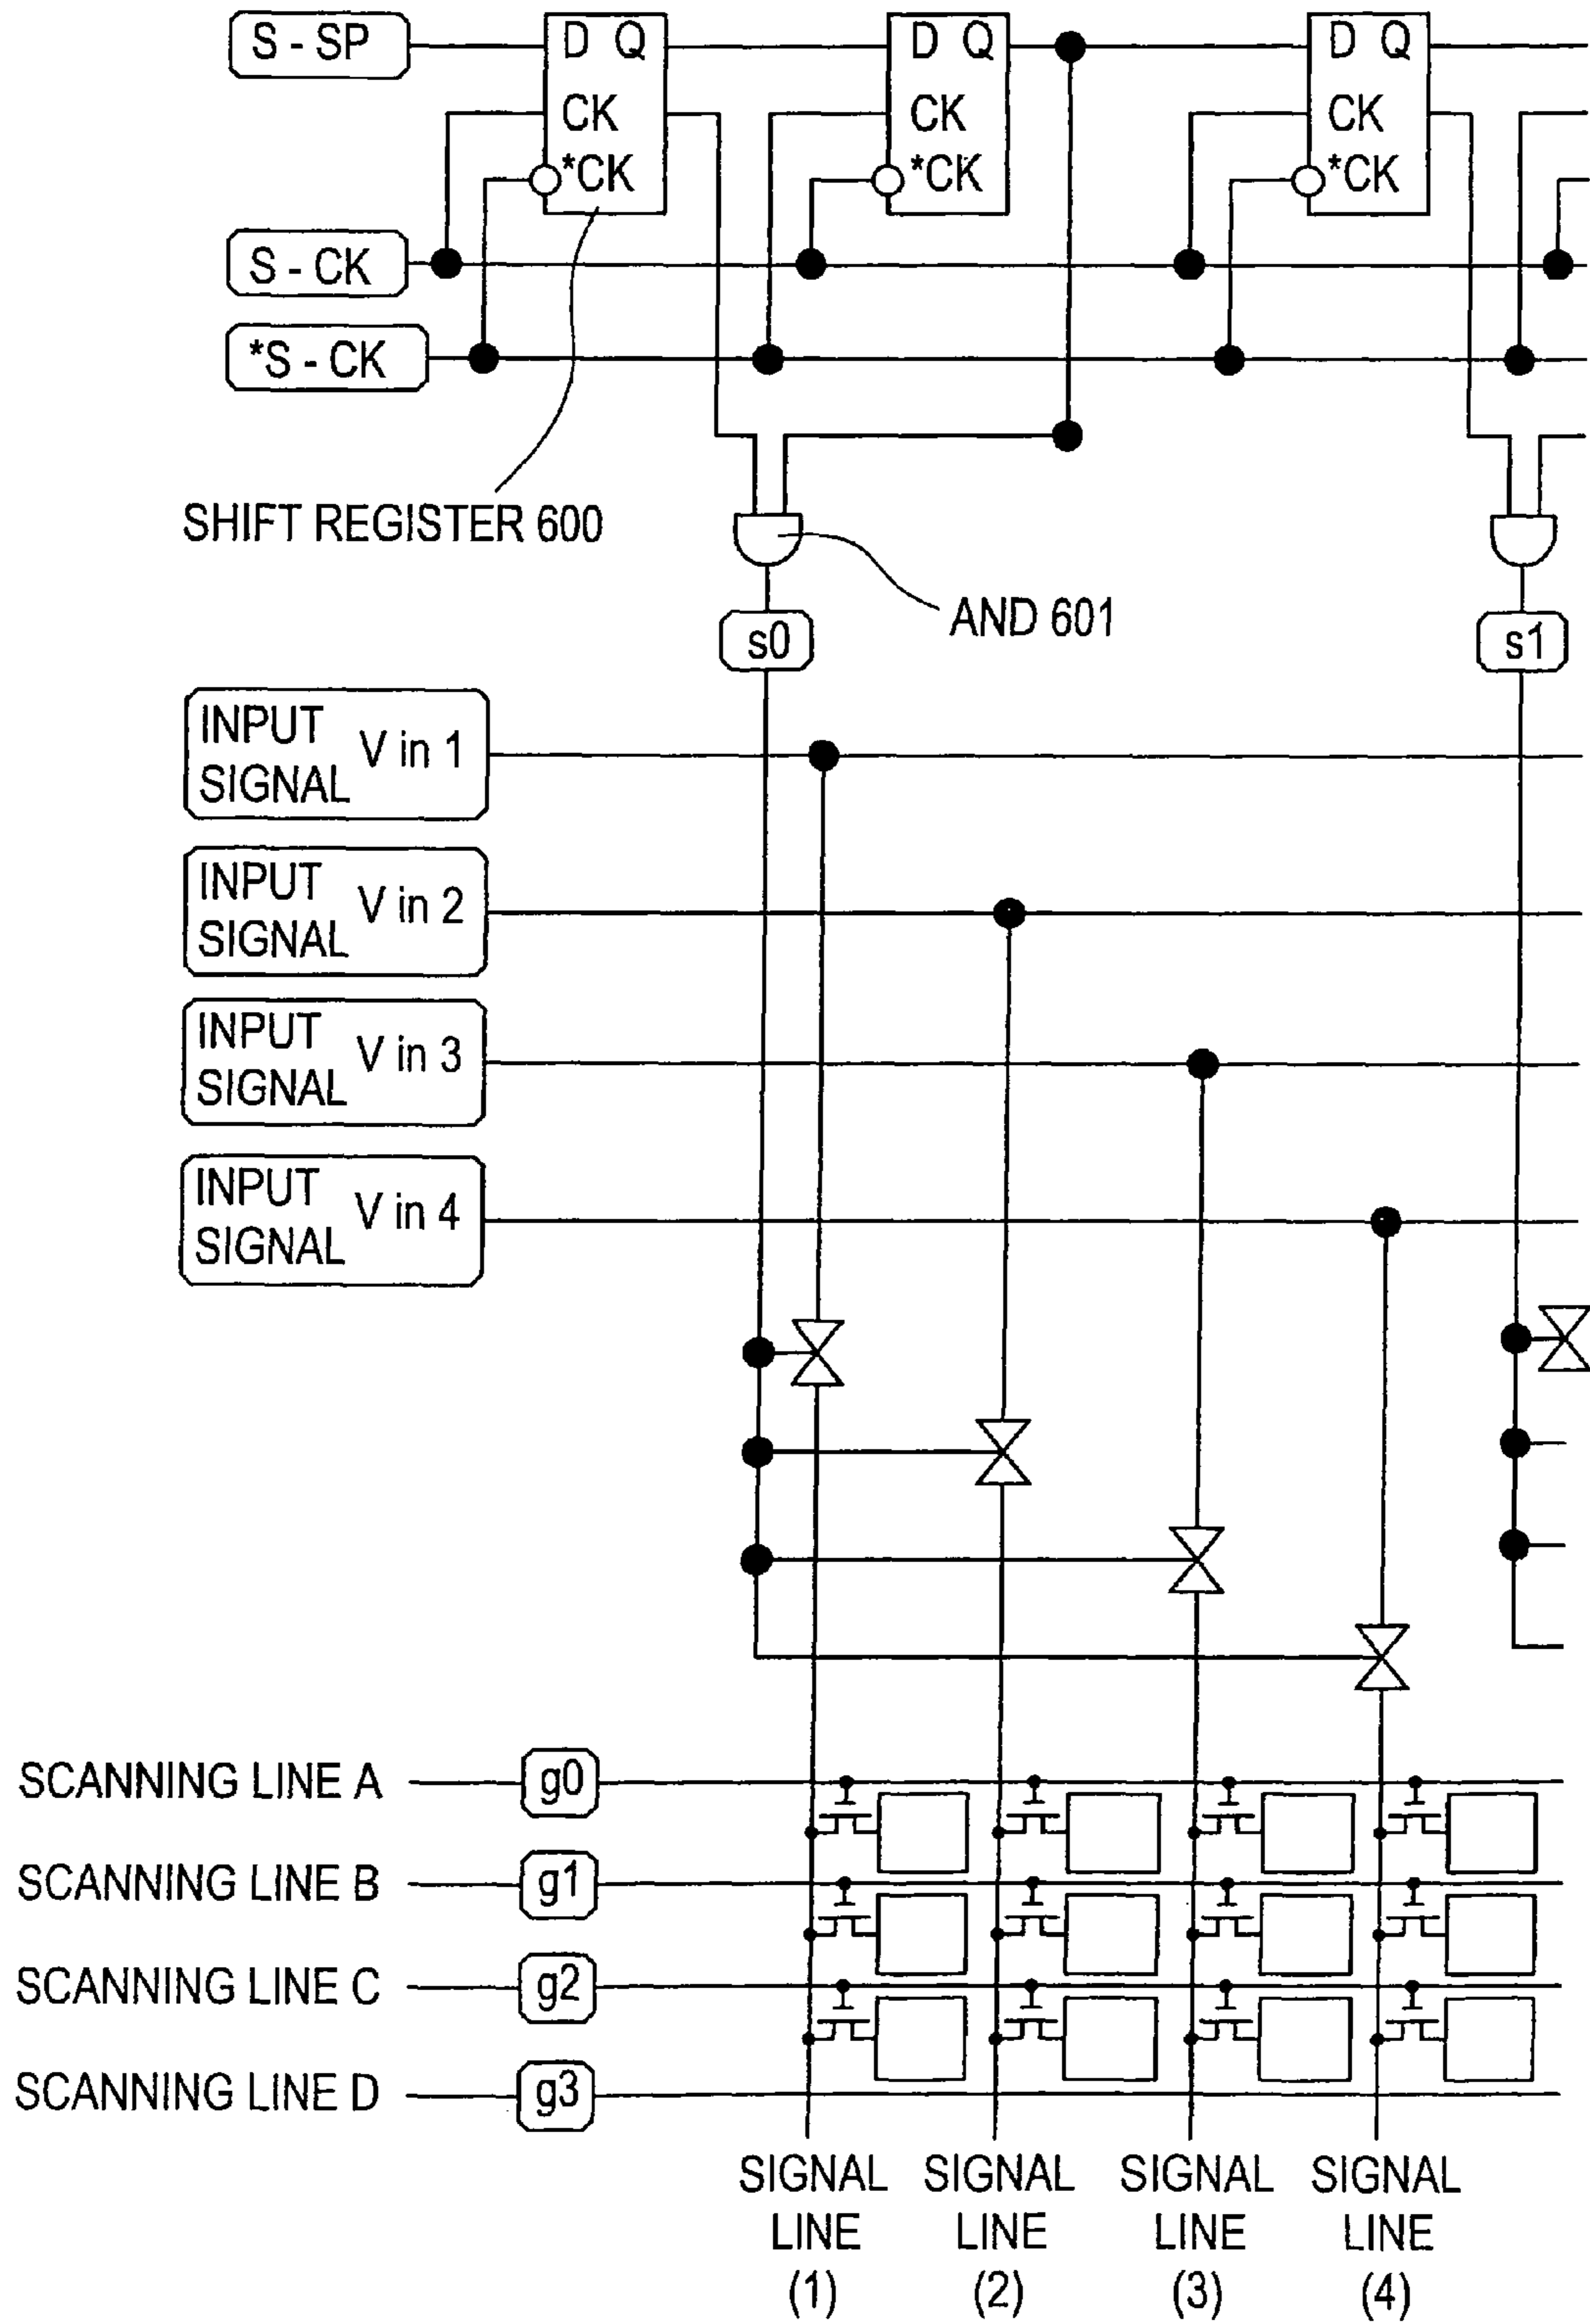 S - SP
D Q
CK
*CK
D Q
CK
*CK
D Q
CK
*CK
S - CK
*S - CK
SHIFT REGISTER 600
AND 601
s0
s1
INPUT
SIGNAL
V in 1
INPUT
SIGNAL
V in 2
INPUT
SIGNAL
V in 3
INPUT
SIGNAL
V in 4
SCANNING LINE A
g0
SCANNING LINE B
g1
SCANNING LINE C
g2
SCANNING LINE D
g3
SIGNAL
LINE
(1)
SIGNAL
LINE
(2)
SIGNAL
LINE
(3)
SIGNAL
LINE
(4)